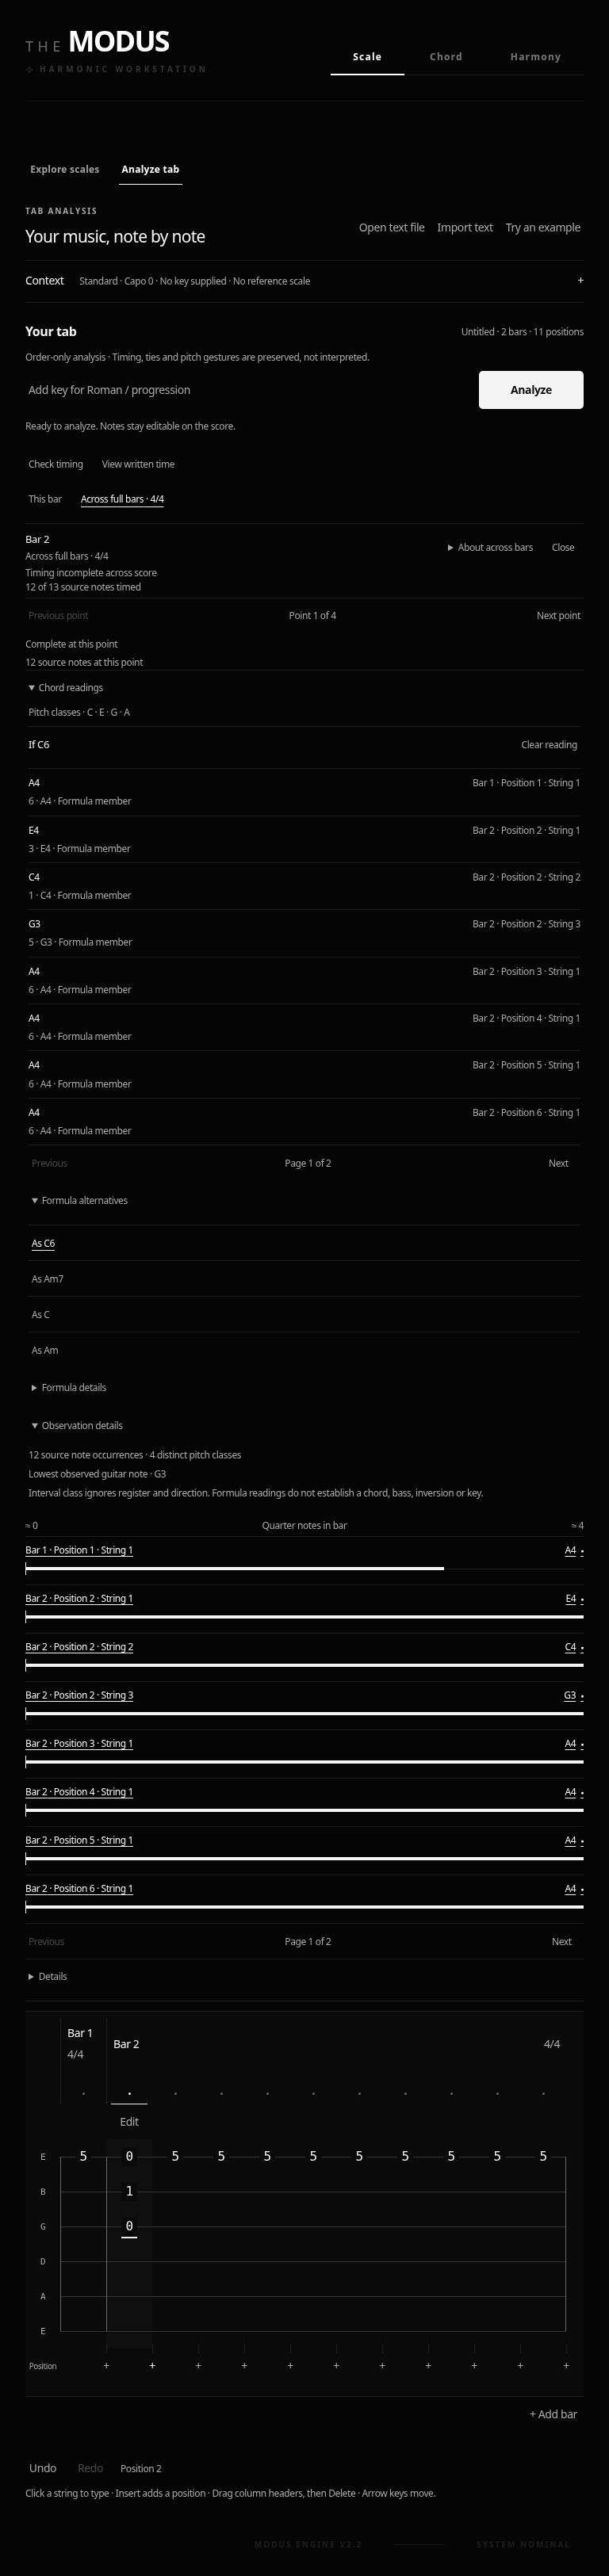 THE MODUS
HARMONIC WORKSTATION
Scale Chord Harmony
Explore scales Analyze tab
TAB ANALYSIS
Your music, note by note
Open text file Import text Try an example
Context Standard · Capo 0 · No key supplied · No reference scale +
Your tab Untitled · 2 bars · 11 positions
Order-only analysis · Timing, ties and pitch gestures are preserved, not interpreted.
Add key for Roman / progression Analyze
Ready to analyze. Notes stay editable on the score.
Check timing View written time
This bar Across full bars · 4/4
Bar 2
Across full bars · 4/4
▶ About across bars Close
Timing incomplete across score
12 of 13 source notes timed
Previous point Point 1 of 4 Next point
Complete at this point
12 source notes at this point
▼ Chord readings
Pitch classes · C · E · G · A
If C6 Clear reading
A4 Bar 1 · Position 1 · String 1
6 · A4 · Formula member
E4 Bar 2 · Position 2 · String 1
3 · E4 · Formula member
C4 Bar 2 · Position 2 · String 2
1 · C4 · Formula member
G3 Bar 2 · Position 2 · String 3
5 · G3 · Formula member
A4 Bar 2 · Position 3 · String 1
6 · A4 · Formula member
A4 Bar 2 · Position 4 · String 1
6 · A4 · Formula member
A4 Bar 2 · Position 5 · String 1
6 · A4 · Formula member
A4 Bar 2 · Position 6 · String 1
6 · A4 · Formula member
Previous Page 1 of 2 Next
▼ Formula alternatives
As C6
As Am7
As C
As Am
▶ Formula details
▼ Observation details
12 source note occurrences · 4 distinct pitch classes
Lowest observed guitar note · G3
Interval class ignores register and direction. Formula readings do not establish a chord, bass, inversion or key.
≈ 0 Quarter notes in bar ≈ 4
Bar 1 · Position 1 · String 1 A4 •
Bar 2 · Position 2 · String 1 E4 •
Bar 2 · Position 2 · String 2 C4 •
Bar 2 · Position 2 · String 3 G3 •
Bar 2 · Position 3 · String 1 A4 •
Bar 2 · Position 4 · String 1 A4 •
Bar 2 · Position 5 · String 1 A4 •
Bar 2 · Position 6 · String 1 A4 •
Previous Page 1 of 2 Next
▶ Details
Bar 1
4/4
Bar 2 4/4
Edit
E 5 0 5 5 5 5 5 5 5 5 5
B 1
G 0
D
A
E
Position + + + + + + + + + + +
+ Add bar
Undo Redo Position 2
Click a string to type · Insert adds a position · Drag column headers, then Delete · Arrow keys move.
MODUS ENGINE V2.2 SYSTEM NOMINAL